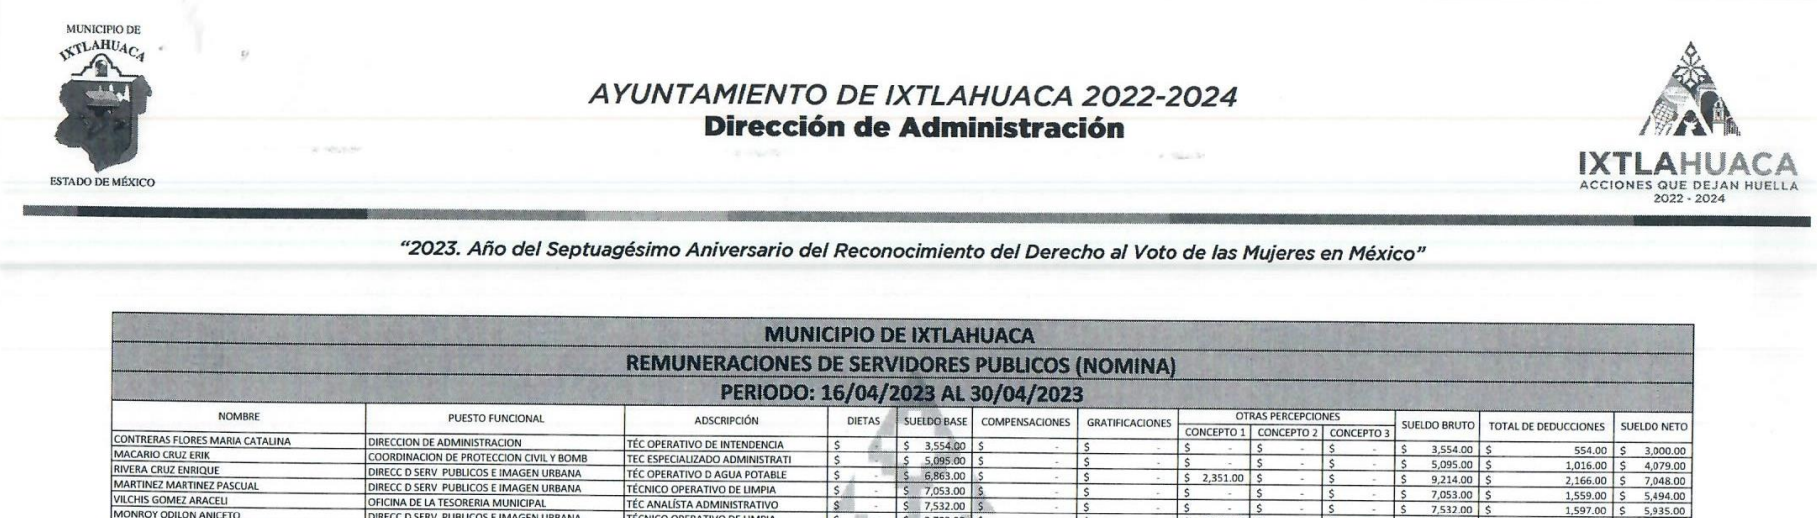 MUNICIPIO DE
IXTLAHUACA
ESTADO DE MÉXICO
AYUNTAMIENTO DE IXTLAHUACA 2022-2024
Dirección de Administración
IXTLAHUACA
ACCIONES QUE DEJAN HUELLA
2022 - 2024
“2023. Año del Septuagésimo Aniversario del Reconocimiento del Derecho al Voto de las Mujeres en México”
MUNICIPIO DE IXTLAHUACA
REMUNERACIONES DE SERVIDORES PUBLICOS (NOMINA)
PERIODO: 16/04/2023 AL 30/04/2023
NOMBRE PUESTO FUNCIONAL ADSCRIPCIÓN DIETAS SUELDO BASE COMPENSACIONES GRATIFICACIONES OTRAS PERCEPCIONES SUELDO BRUTO TOTAL DE DEDUCCIONES SUELDO NETO
CONCEPTO 1 CONCEPTO 2 CONCEPTO 3
CONTRERAS FLORES MARIA CATALINA DIRECCION DE ADMINISTRACION TÉC OPERATIVO DE INTENDENCIA $ - $ 3,554.00 $ - $ - $ - $ - $ - $ 3,554.00 $ 554.00 $ 3,000.00
MACARIO CRUZ ERIK COORDINACION DE PROTECCION CIVIL Y BOMB TEC ESPECIALIZADO ADMINISTRATI $ - $ 5,095.00 $ - $ - $ - $ - $ - $ 5,095.00 $ 1,016.00 $ 4,079.00
RIVERA CRUZ ENRIQUE DIRECC D SERV PUBLICOS E IMAGEN URBANA TÉC OPERATIVO D AGUA POTABLE $ - $ 6,863.00 $ - $ - $ 2,351.00 $ - $ - $ 9,214.00 $ 2,166.00 $ 7,048.00
MARTINEZ MARTINEZ PASCUAL DIRECC D SERV PUBLICOS E IMAGEN URBANA TÉCNICO OPERATIVO DE LIMPIA $ - $ 7,053.00 $ - $ - $ - $ - $ - $ 7,053.00 $ 1,559.00 $ 5,494.00
VILCHIS GOMEZ ARACELI OFICINA DE LA TESORERIA MUNICIPAL TÉC ANALÍSTA ADMINISTRATIVO $ - $ 7,532.00 $ - $ - $ - $ - $ - $ 7,532.00 $ 1,597.00 $ 5,935.00
MONROY ODILON ANICETO DIRECC D SERV PUBLICOS E IMAGEN URBANA TÉCNICO OPERATIVO DE LIMPIA